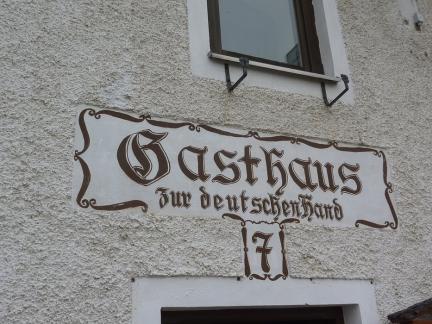 Gasthaus
zur deutschen Hand
7